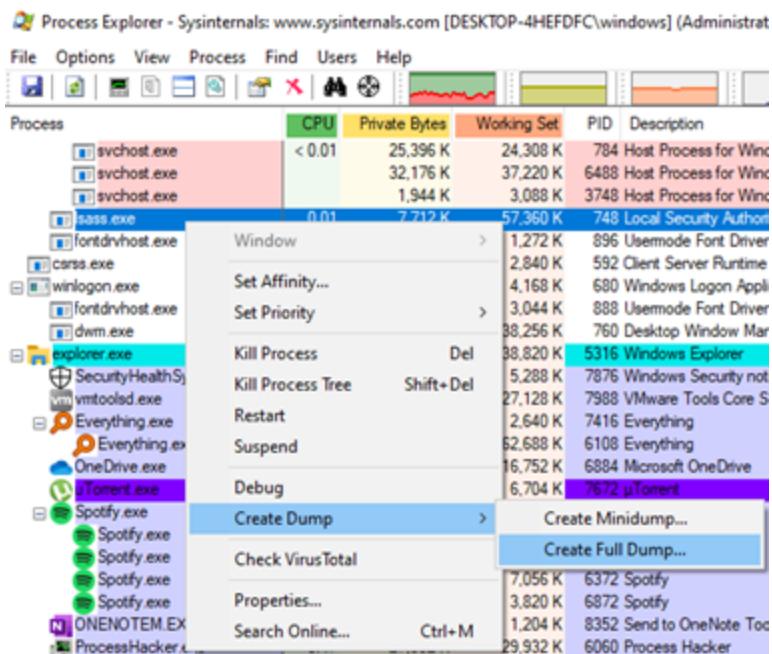 Process Explorer - Sysinternals: www.sysinternals.com [DESKTOP-4HEFDFC\windows] (Administrat
File Options View Process Find Users Help
Process CPU Private Bytes Working Set PID Description
svchost.exe < 0.01 25,396 K 24,308 K 784 Host Process for Winc
svchost.exe 32,176 K 37,220 K 6488 Host Process for Winc
svchost.exe 1,944 K 3,088 K 3748 Host Process for Winc
lsass.exe 0.01 7,712 K 57,360 K 748 Local Security Authori
fontdrvhost.exe 1,272 K 896 Usermode Font Driver
csrss.exe 2,840 K 592 Client Server Runtime
winlogon.exe 4,168 K 680 Windows Logon Appli
fontdrvhost.exe 3,044 K 888 Usermode Font Driver
dwm.exe 38,256 K 760 Desktop Window Mar
explorer.exe 38,820 K 5316 Windows Explorer
SecurityHealthSy 5,288 K 7876 Windows Security not
vmtoolsd.exe 27,128 K 7988 VMware Tools Core S
Everything.exe 2,640 K 7416 Everything
Everything.ex 62,688 K 6108 Everything
OneDrive.exe 16,752 K 6884 Microsoft OneDrive
uTorrent.exe 6,704 K 7672 µTorrent
Spotify.exe
Spotify.exe
Spotify.exe
Spotify.exe 7,056 K 6372 Spotify
Spotify.exe 3,820 K 6872 Spotify
ONENOTEM.EX 1,204 K 8352 Send to OneNote Too
ProcessHacker.e 29,932 K 6060 Process Hacker
Window
Set Affinity...
Set Priority
Kill Process Del
Kill Process Tree Shift+Del
Restart
Suspend
Debug
Create Dump
Check VirusTotal
Properties...
Search Online... Ctrl+M
Create Minidump...
Create Full Dump...